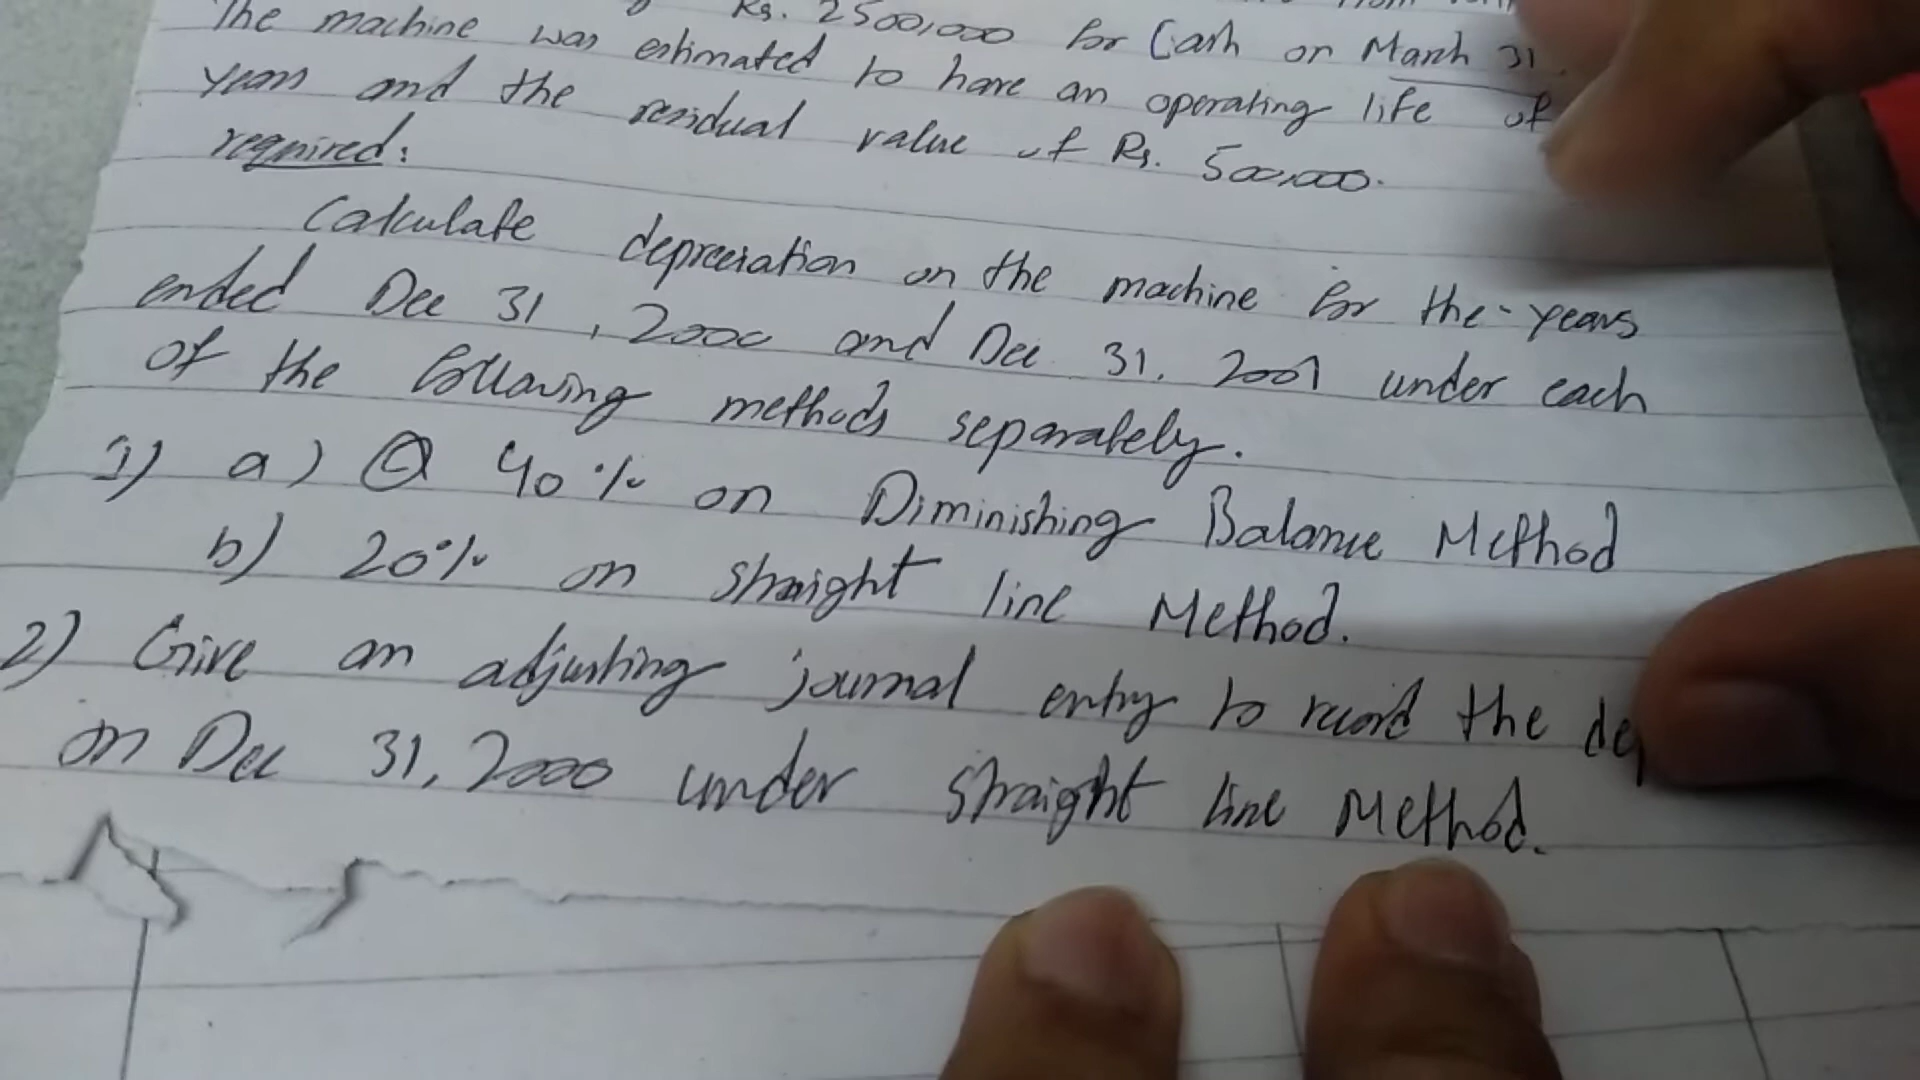 Rs. 2500,000 for Cash on March 31
The machine was estimated to have an operating life of
years and the residual value of Rs. 500,000.
required:
Calculate depreciation on the machine for the years
ended Dec 31, 2000 and Dec 31, 2001 under each
of the following methods separately.
1) a) @ 40% on Diminishing Balance Method
b) 20% on straight line Method.
2) Give an adjusting journal entry to record the
on Dec 31, 2000 under straight line Method.